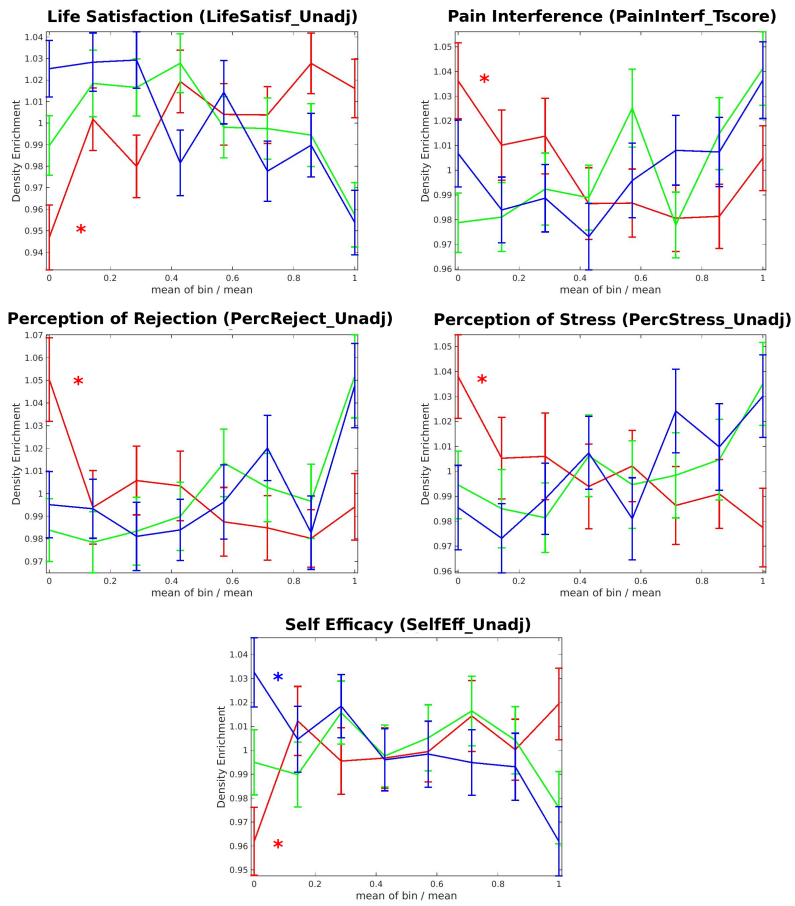 Life Satisfaction (LifeSatisf_Unadj)
1.04
1.03
1.02
1.01
1
0.99
0.98
0.97
0.96
0.95
0.94
Density Enrichment
*
0 0.2 0.4 0.6 0.8 1
mean of bin / mean
Pain Interference (PainInterf_Tscore)
1.05
1.04
1.03
1.02
1.01
1
0.99
0.98
0.97
0.96
Density Enrichment
*
0 0.2 0.4 0.6 0.8 1
mean of bin / mean
Perception of Rejection (PercReject_Unadj)
1.07
1.06
1.05
1.04
1.03
1.02
1.01
1
0.99
0.98
0.97
Density Enrichment
*
0 0.2 0.4 0.6 0.8 1
mean of bin / mean
Perception of Stress (PercStress_Unadj)
1.05
1.04
1.03
1.02
1.01
1
0.99
0.98
0.97
0.96
Density Enrichment
*
0 0.2 0.4 0.6 0.8 1
mean of bin / mean
Self Efficacy (SelfEff_Unadj)
1.04
1.03
1.02
1.01
1
0.99
0.98
0.97
0.96
0.95
Density Enrichment
*
*
0 0.2 0.4 0.6 0.8 1
mean of bin / mean